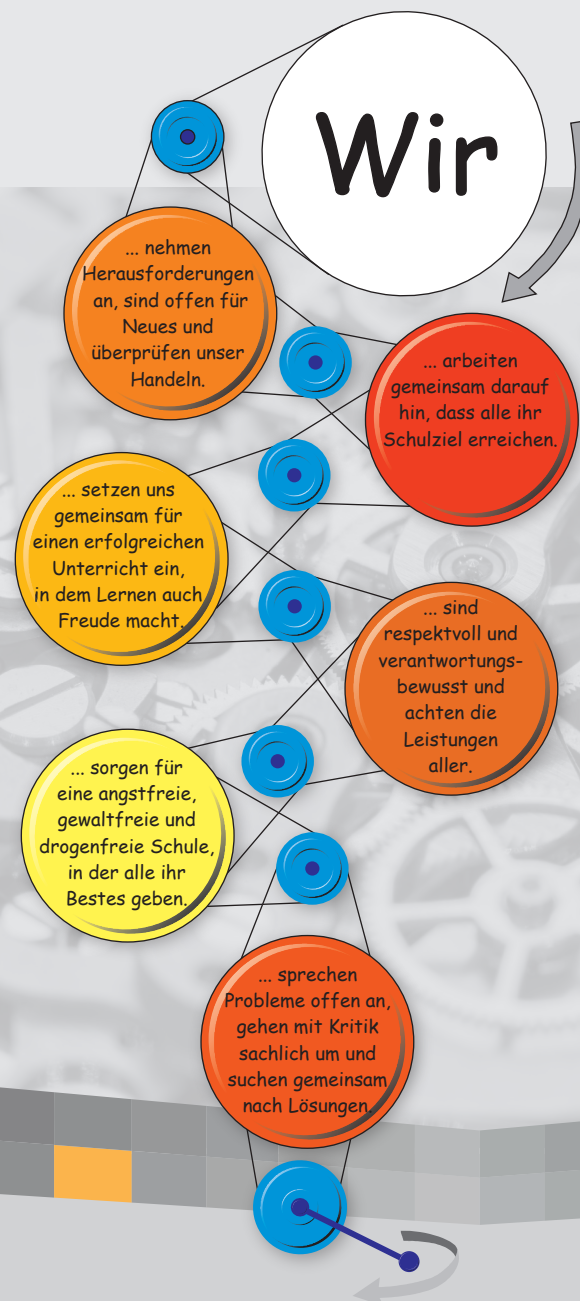 Wir
... nehmen
Herausforderungen
an, sind offen für
Neues und
überprüfen unser
Handeln.
... arbeiten
gemeinsam darauf
hin, dass alle ihr
Schulziel erreichen.
... setzen uns
gemeinsam für
einen erfolgreichen
Unterricht ein,
in dem Lernen auch
Freude macht.
... sind
respektvoll und
verantwortungs-
bewusst und
achten die
Leistungen
aller.
... sorgen für
eine angstfreie,
gewaltfreie und
drogenfreie Schule,
in der alle ihr
Bestes geben.
... sprechen
Probleme offen an,
gehen mit Kritik
sachlich um und
suchen gemeinsam
nach Lösungen.